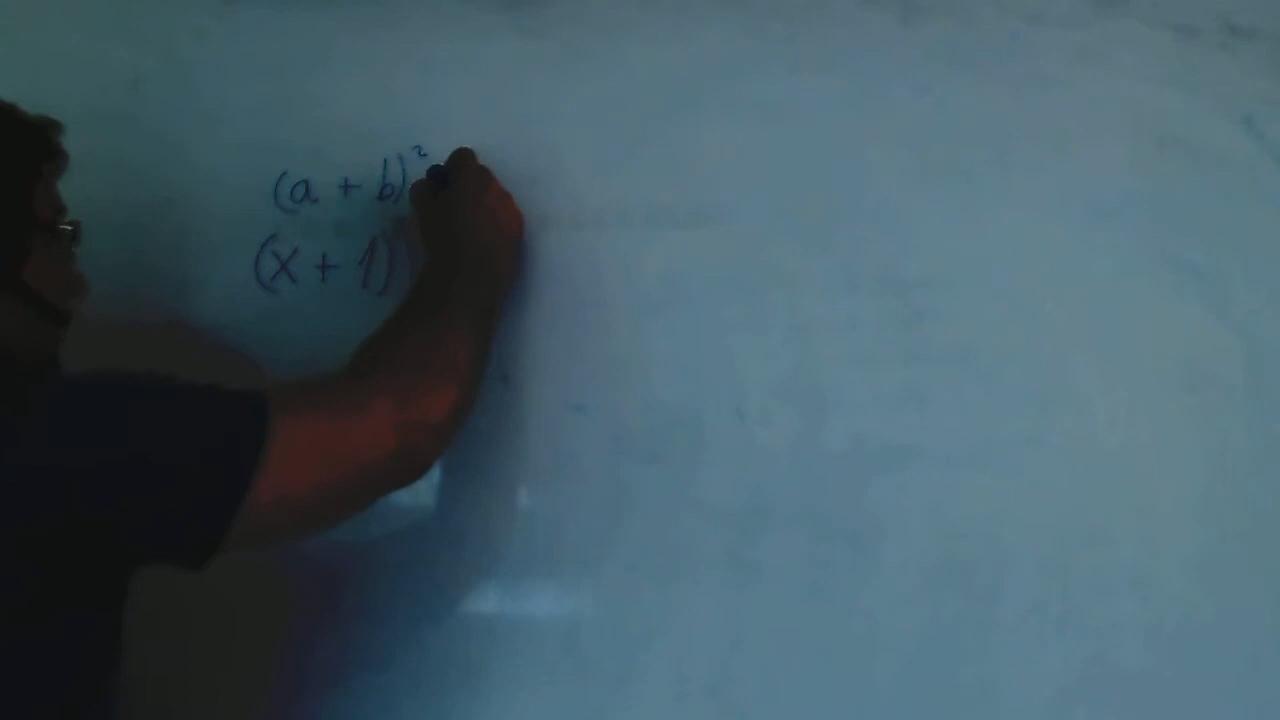 (a + b)²
(x + 1)